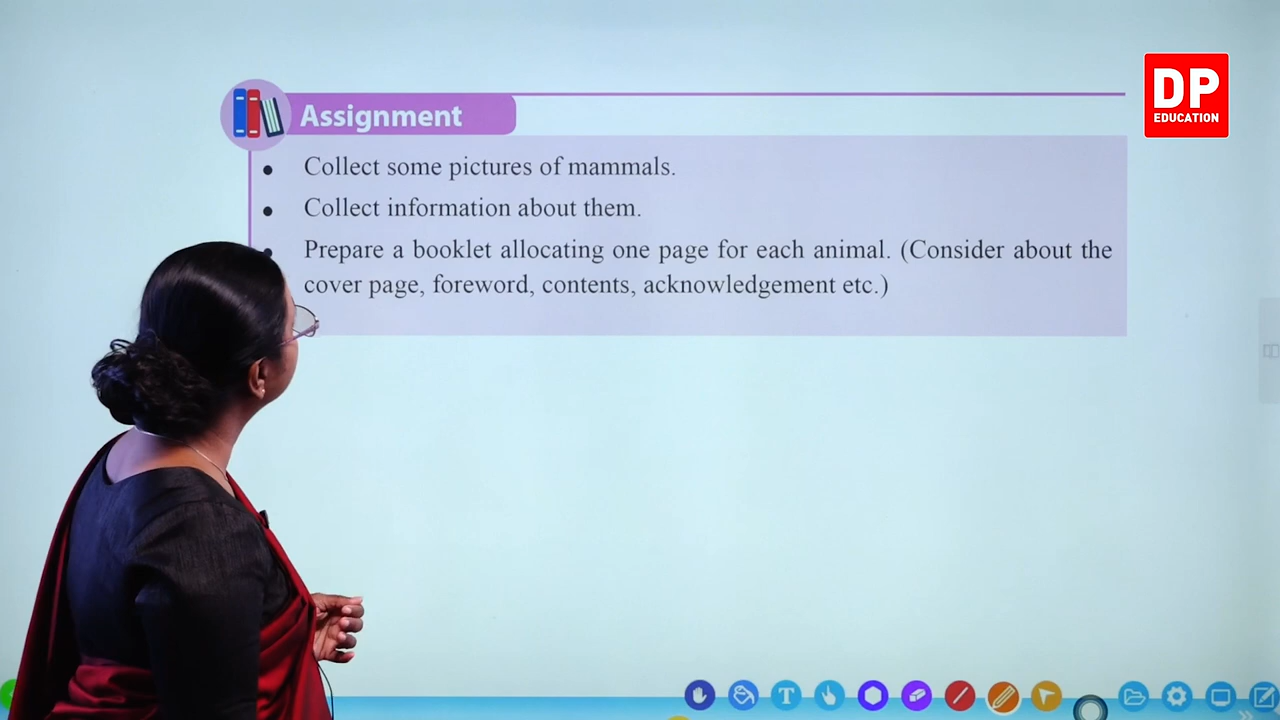 DP
EDUCATION
Assignment
Collect some pictures of mammals.
Collect information about them.
Prepare a booklet allocating one page for each animal. (Consider about the
cover page, foreword, contents, acknowledgement etc.)
T